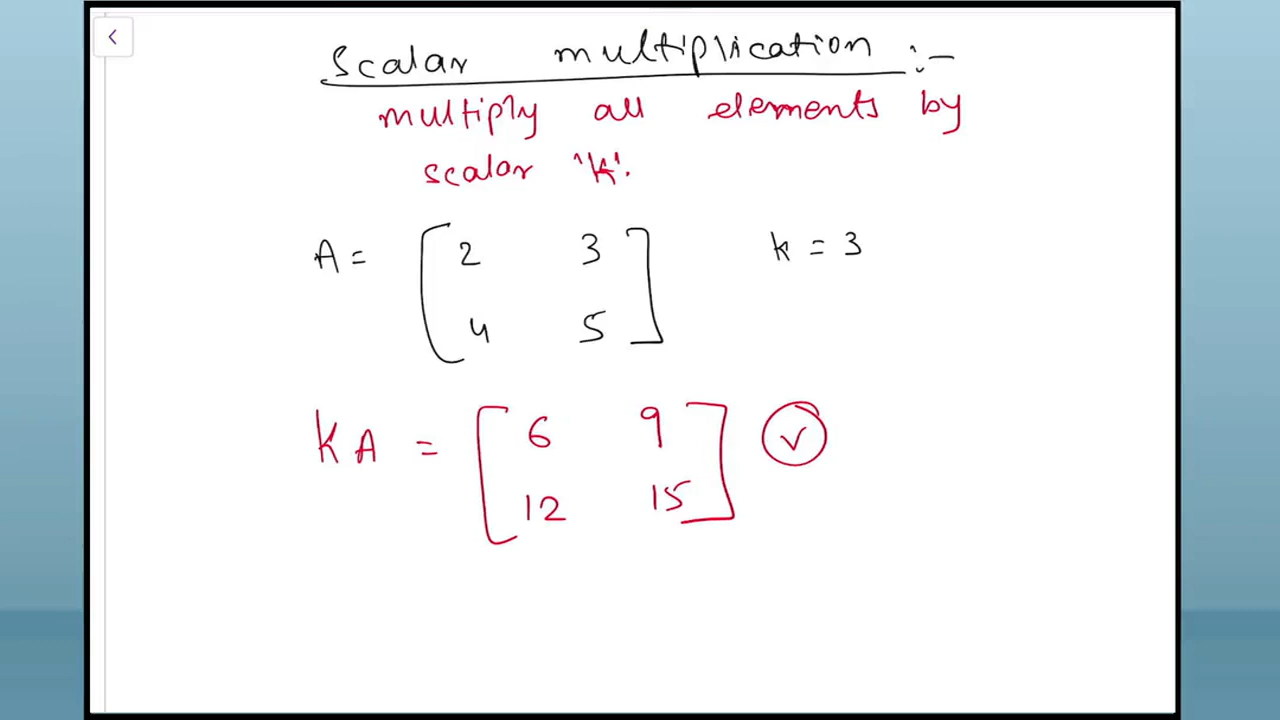 Scalar multiplication :-
multiply all elements by
scalar 'k'.
A = [ 2 3 k = 3
4 5 ]
KA = [ 6 9 ✓
12 15 ]